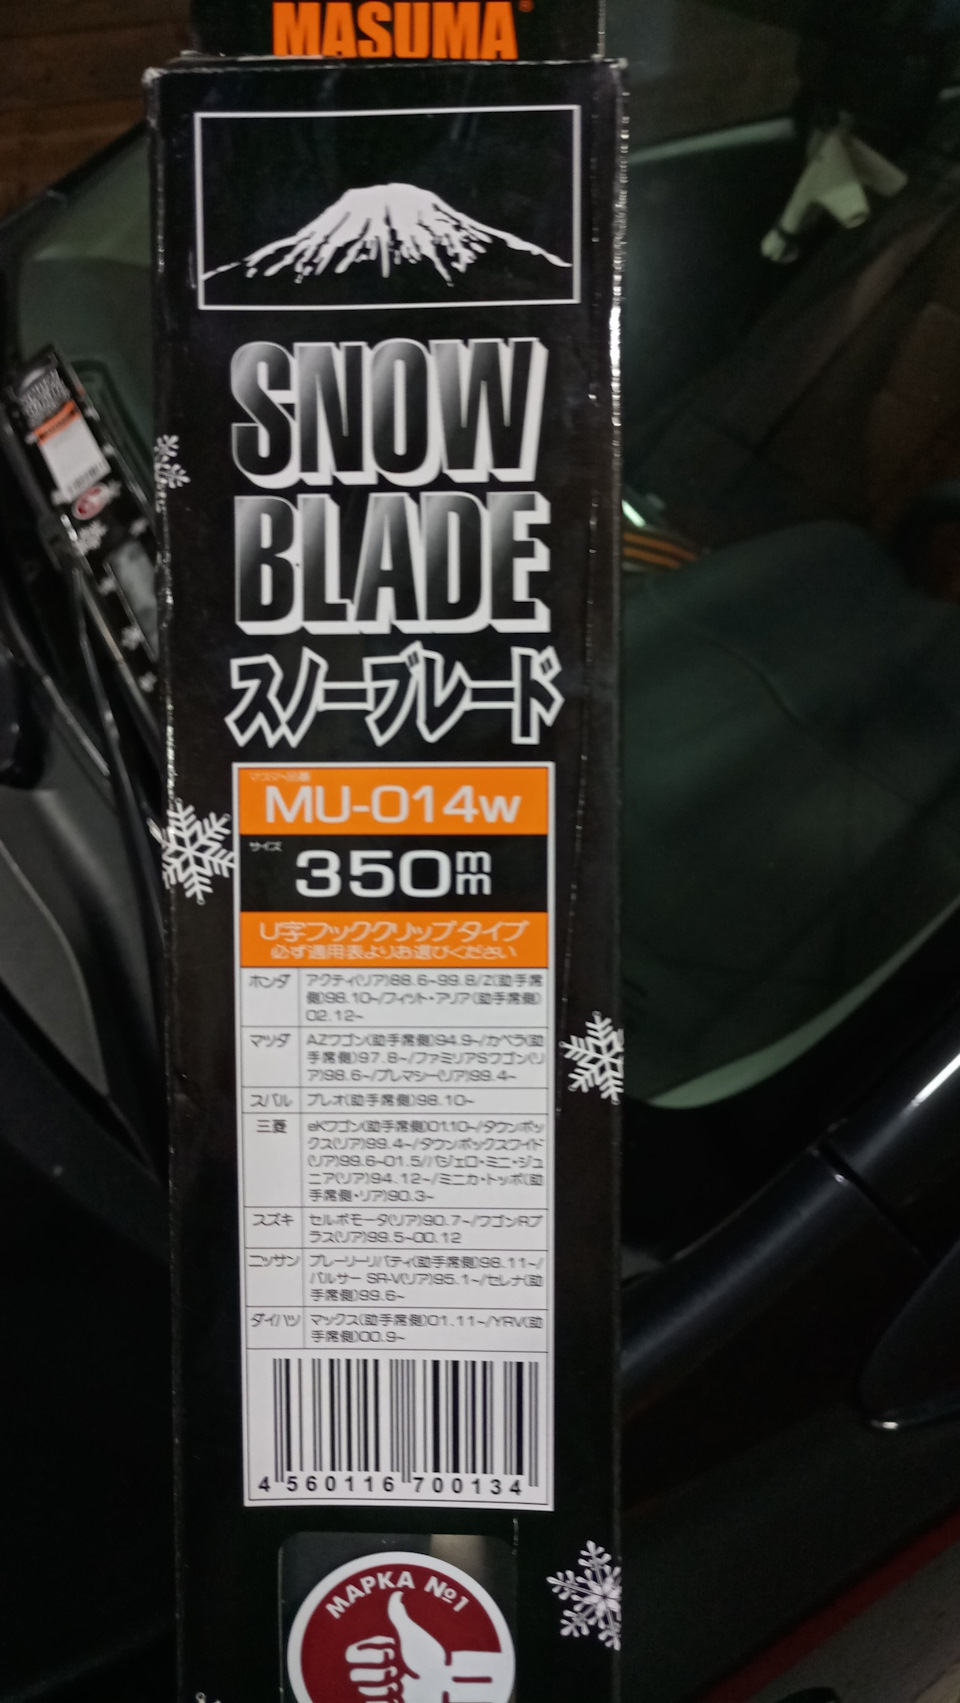 MASUMA
SNOW
BLADE
スノーブレード
マスマ品番
MU-014w
サイズ
350mm
U字フッククリップタイプ
必ず適用表よりお選びください
ホンダ アクティ(リア)88.6~99.8/Z(助手席
側)98.10~/フィット・アリア(助手席側)
02.12~
マツダ AZワゴン(助手席側)94.9~/カペラ(助
手席側)97.8~/ファミリアSワゴン(リ
ア)98.6~/プレマシー(リア)99.4~
スバル プレオ(助手席側)98.10~
三菱 eKワゴン(助手席側)01.10~/タウンボッ
クス(リア)99.4~/タウンボックスワイド
(リア)99.6~01.5/パジェロ・ミニ・ジュ
ニア(リア)94.12~/ミニカ・トッポ(助
手席側・リア)90.3~
スズキ セルボモータ(リア)90.7~/ワゴンRプ
ラス(リア)99.5~00.12
ニッサン プレーリーリバティ(助手席側)98.11~/
パルサー SR-V(リア)95.1~/セレナ(助
手席側)99.6~
ダイハツ マックス(助手席側)01.11~/YRV(助
手席側)00.9~
4 560116 700134
МАРКА №1